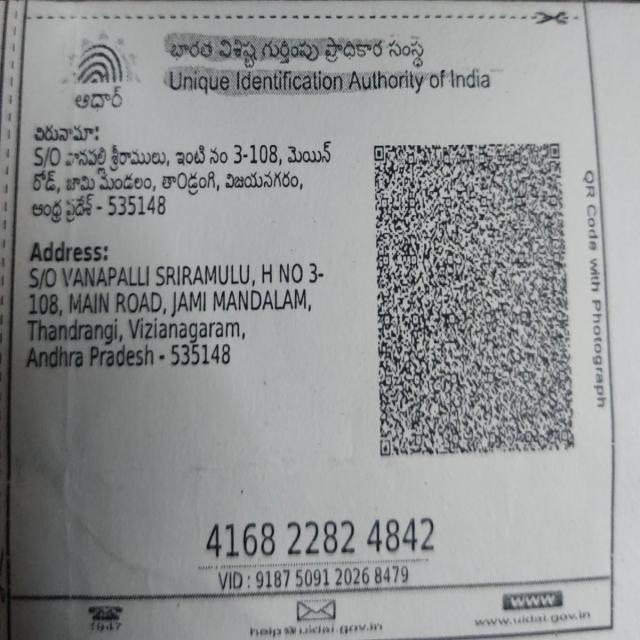 భారత విశిష్ట గుర్తింపు ప్రాధికార సంస్థ
Unique Identification Authority of India
ఆధార్
చిరునామా:
S/O వానపల్లి శ్రీరాములు, ఇంటి నం 3-108, మెయిన్
రోడ్, జామి మండలం, తాండ్రంగి, విజయనగరం,
ఆంధ్ర ప్రదేశ్ - 535148
Address:
S/O VANAPALLI SRIRAMULU, H NO 3-
108, MAIN ROAD, JAMI MANDALAM,
Thandrangi, Vizianagaram,
Andhra Pradesh - 535148
QR Code with Photograph
4168 2282 4842
VID : 9187 5091 2026 8479
1947
help@uidai.gov.in
www
www.uidai.gov.in